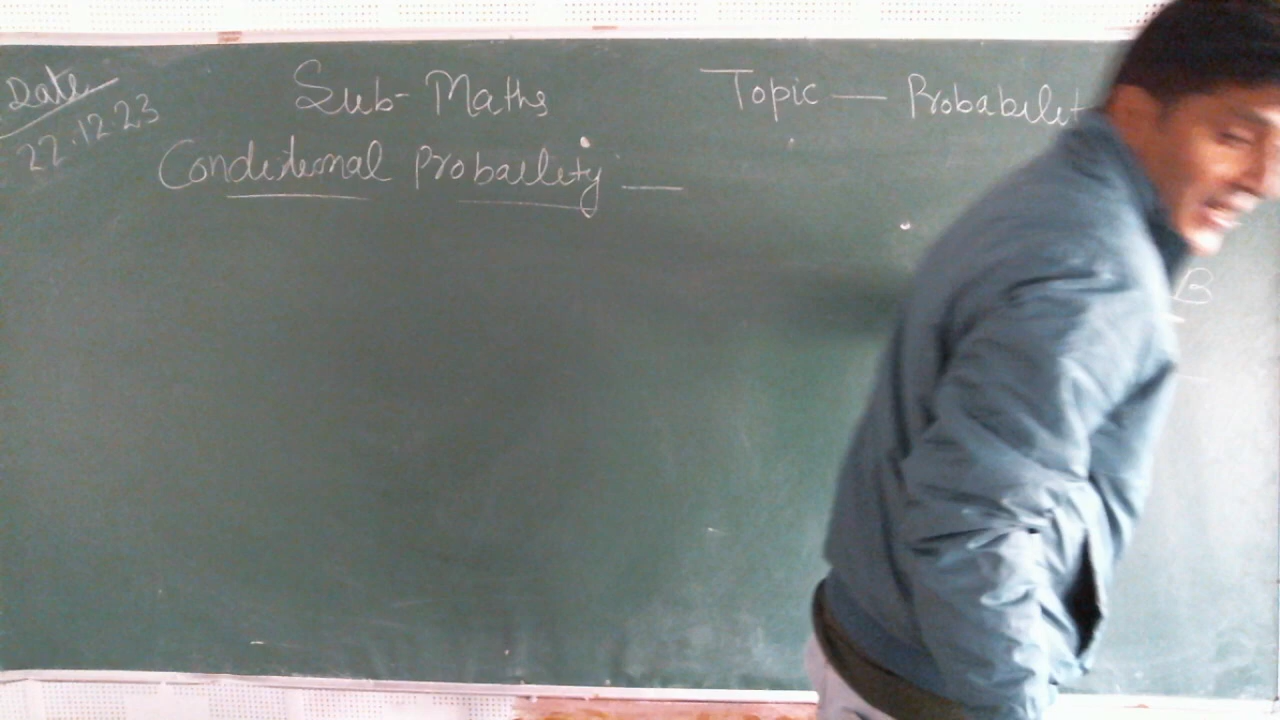 Date Sub- Maths Topic — Probabilit
22.12.23
Conditional Probaility —
B